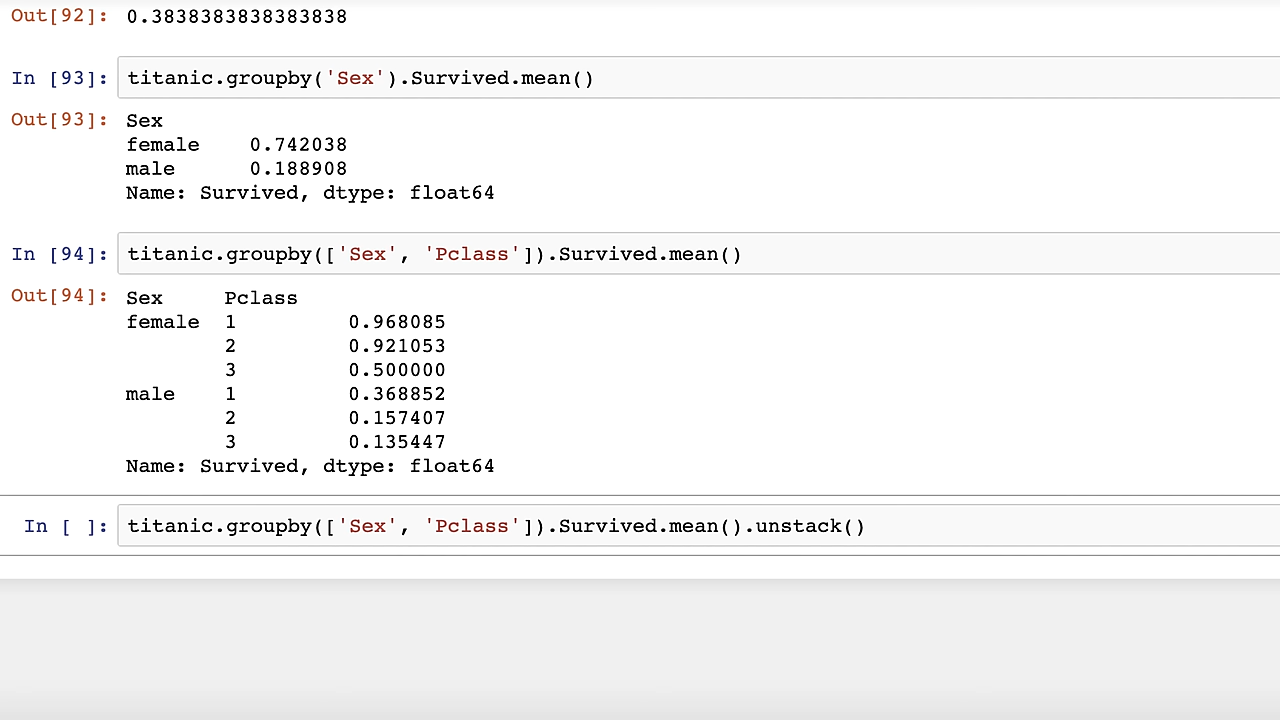 Out[92]: 0.3838383838383838
In [93]: titanic.groupby('Sex').Survived.mean()
Out[93]: Sex
female    0.742038
male      0.188908
Name: Survived, dtype: float64
In [94]: titanic.groupby(['Sex', 'Pclass']).Survived.mean()
Out[94]: Sex     Pclass
female  1         0.968085
        2         0.921053
        3         0.500000
male    1         0.368852
        2         0.157407
        3         0.135447
Name: Survived, dtype: float64
In [ ]: titanic.groupby(['Sex', 'Pclass']).Survived.mean().unstack()